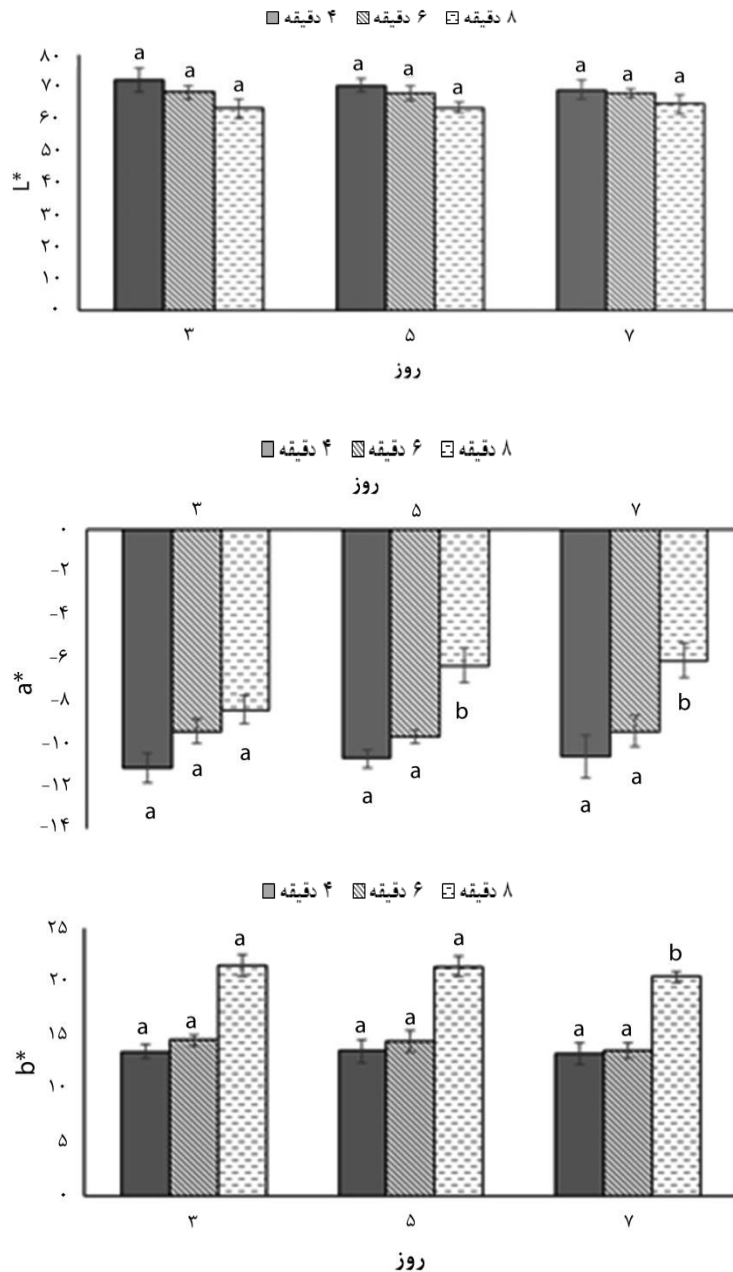 ۴ دقیقه ۶ دقیقه ۸ دقیقه
L*
۸۰
۷۰
۶۰
۵۰
۴۰
۳۰
۲۰
۱۰
۰
a a a a a a a a a
۳ ۵ ۷
روز
۴ دقیقه ۶ دقیقه ۸ دقیقه
روز
۳ ۵ ۷
a*
۰
-۲
-۴
-۶
-۸
-۱۰
-۱۲
-۱۴
a a a a a b a a b
۴ دقیقه ۶ دقیقه ۸ دقیقه
b*
۲۵
۲۰
۱۵
۱۰
۵
۰
a a a a a a a a b
۳ ۵ ۷
روز